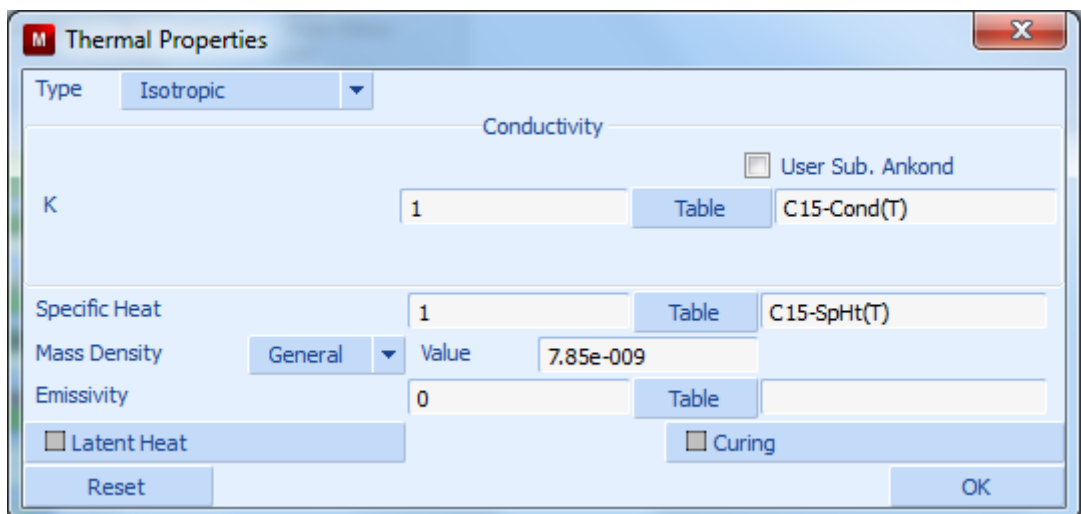 M Thermal Properties X
Type Isotropic
Conductivity
User Sub. Ankond
K 1 Table C15-Cond(T)
Specific Heat 1 Table C15-SpHt(T)
Mass Density General Value 7.85e-009
Emissivity 0 Table
Latent Heat Curing
Reset OK